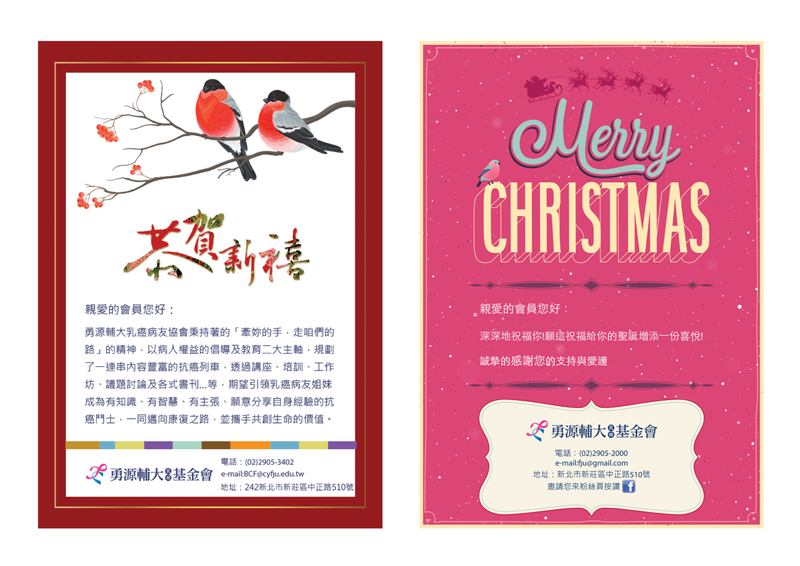 恭賀新禧
親愛的會員您好：
勇源輔大乳癌病友協會秉持著的「牽妳的手，走咱們的
路」的精神，以病人權益的倡導及教育二大主軸，規劃
了一連串內容豐富的抗癌列車，透過講座、培訓、工作
坊、議題討論及各式書刊...等，期望引領乳癌病友姐妹
成為有知識、有智慧、有主張、願意分享自身經驗的抗
癌鬥士，一同邁向康復之路，並攜手共創生命的價值。
勇源輔大基金會
電話：(02)2905-3402
e-mail:BCF@cyfju.edu.tw
地址：242新北市新莊區中正路510號
Merry
CHRISTMAS
親愛的會員您好：
深深地祝福你!願這祝福給你的聖誕增添一份喜悅!
誠摯的感謝您的支持與愛護
勇源輔大基金會
電話：(02)2905-2000
e-mail:fju@gmail.com
地址：新北市新莊區中正路510號
邀請您來粉絲頁按讚 f